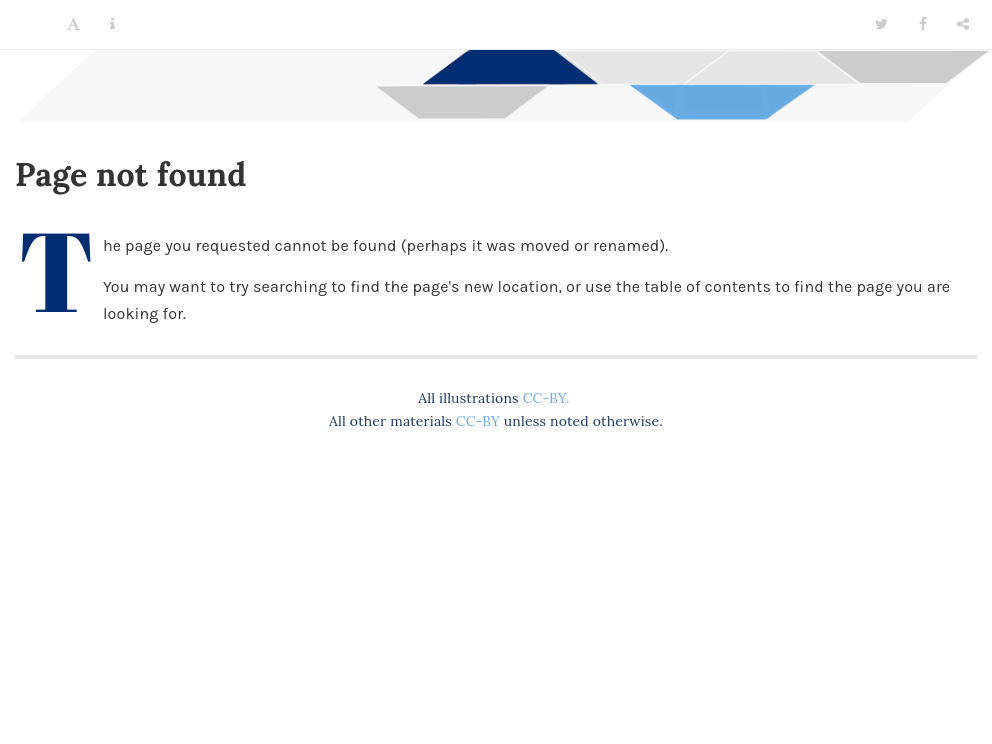 Page not found
The page you requested cannot be found (perhaps it was moved or renamed).
You may want to try searching to find the page's new location, or use the table of contents to find the page you are
looking for.
All illustrations CC-BY.
All other materials CC-BY unless noted otherwise.